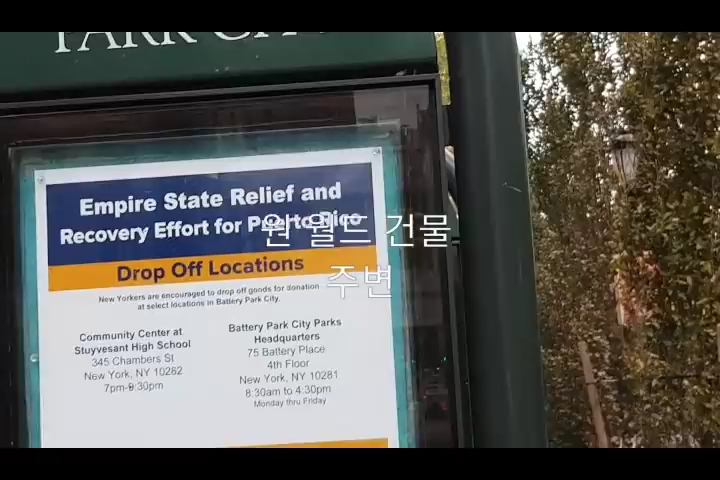 PARK CITY
Empire State Relief and
Recovery Effort for Puerto Rico
Drop Off Locations
New Yorkers are encouraged to drop off goods for donation
at select locations in Battery Park City.
Community Center at
Stuyvesant High School
345 Chambers St
New York, NY 10282
7pm-9:30pm
Battery Park City Parks
Headquarters
75 Battery Place
4th Floor
New York, NY 10281
8:30am to 4:30pm
Monday thru Friday
원 월드 건물
주변